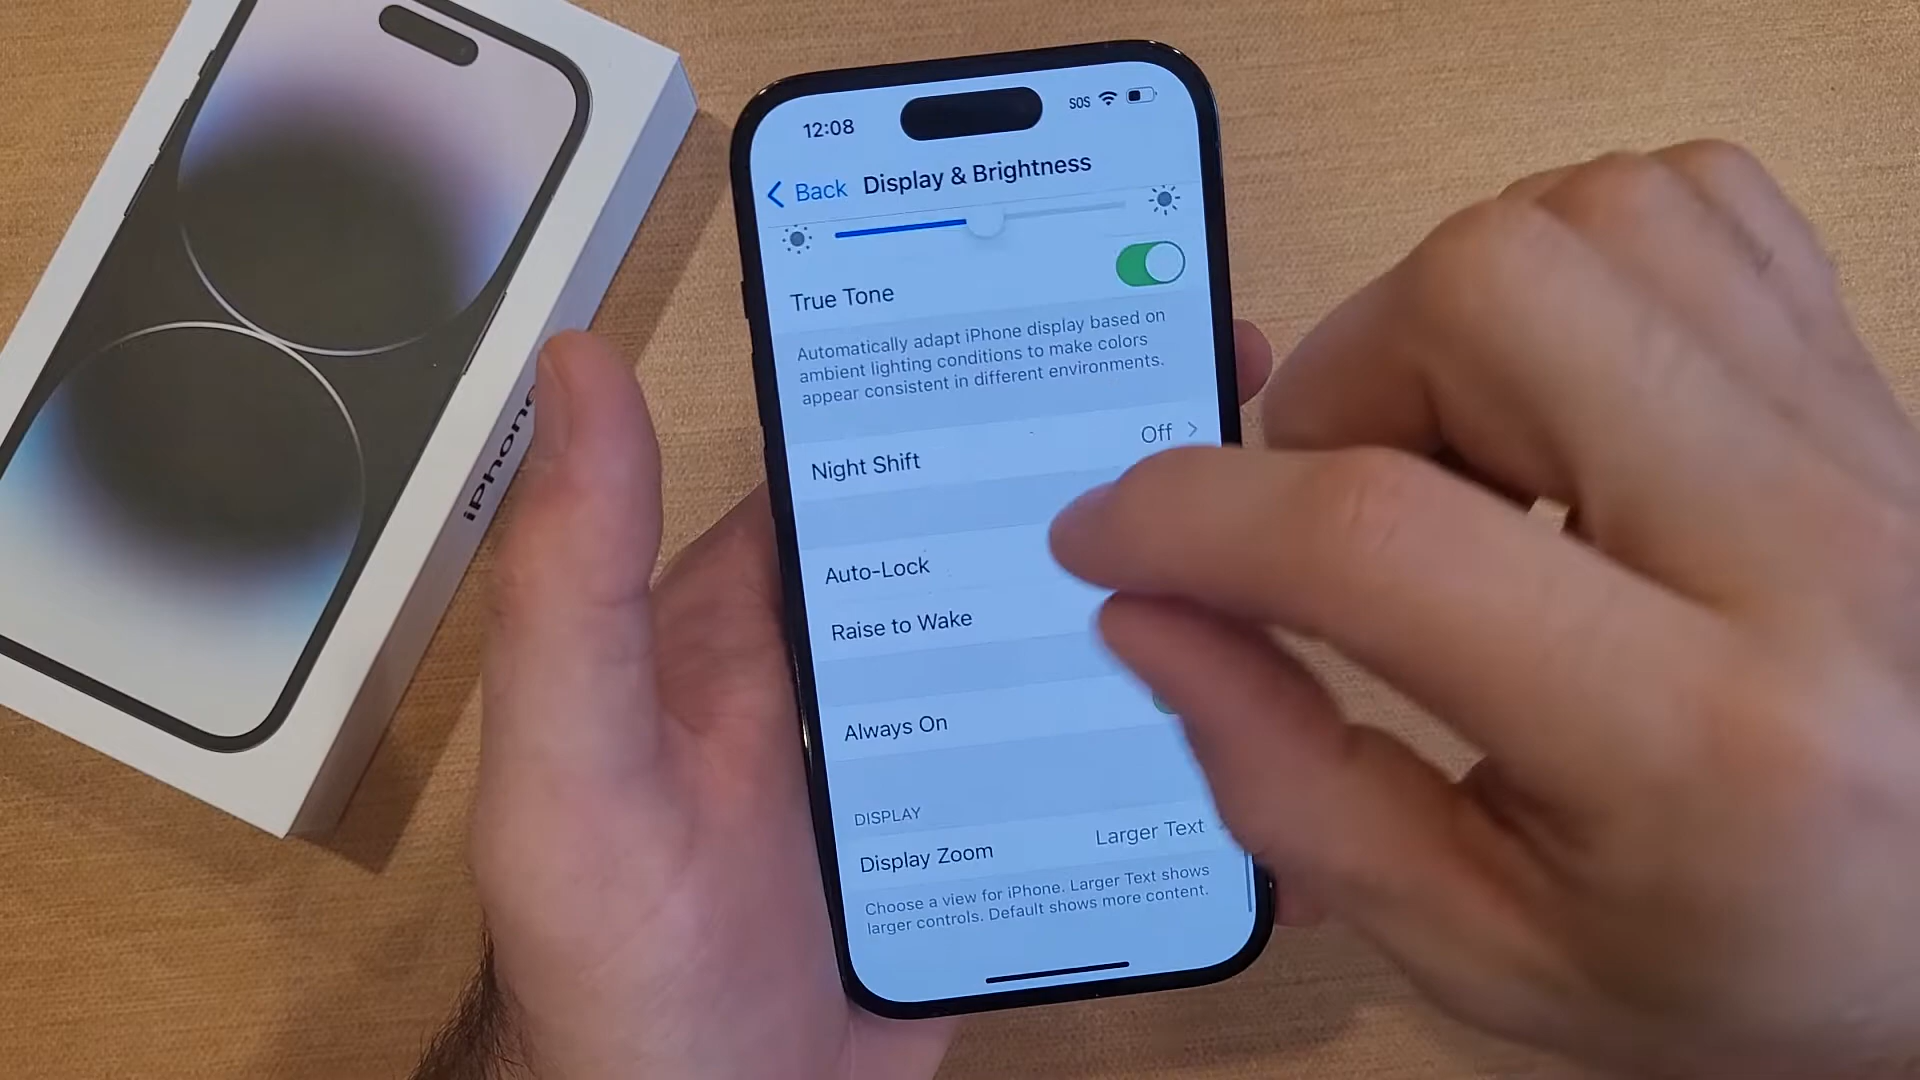 iPhone
12:08
SOS
Back Display & Brightness
True Tone
Automatically adapt iPhone display based on
ambient lighting conditions to make colors
appear consistent in different environments.
Night Shift Off
Auto-Lock
Raise to Wake
Always On
DISPLAY
Display Zoom Larger Text
Choose a view for iPhone. Larger Text shows
larger controls. Default shows more content.